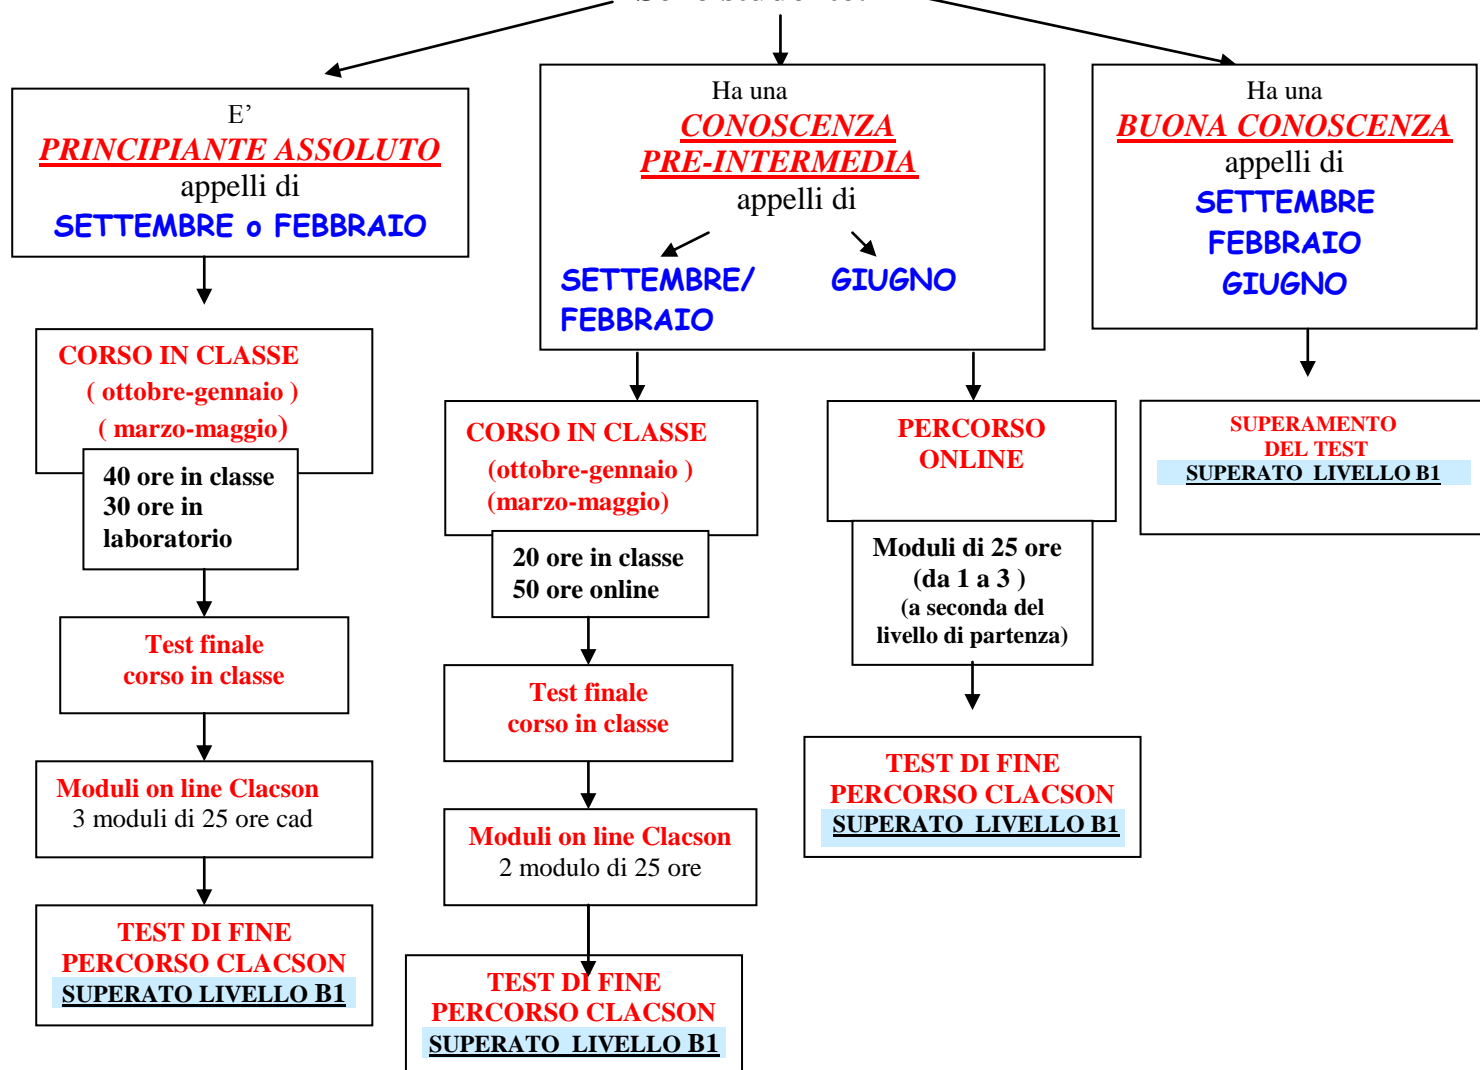 E'
PRINCIPIANTE ASSOLUTO
appelli di
SETTEMBRE o FEBBRAIO
CORSO IN CLASSE
( ottobre-gennaio )
( marzo-maggio)
40 ore in classe
30 ore in
laboratorio
Test finale
corso in classe
Moduli on line Clacson
3 moduli di 25 ore cad
TEST DI FINE
PERCORSO CLACSON
SUPERATO LIVELLO B1
Ha una
CONOSCENZA
PRE-INTERMEDIA
appelli di
SETTEMBRE/
FEBBRAIO
GIUGNO
CORSO IN CLASSE
(ottobre-gennaio )
(marzo-maggio)
20 ore in classe
50 ore online
Test finale
corso in classe
Moduli on line Clacson
2 modulo di 25 ore
TEST DI FINE
PERCORSO CLACSON
SUPERATO LIVELLO B1
PERCORSO
ONLINE
Moduli di 25 ore
(da 1 a 3 )
(a seconda del
livello di partenza)
TEST DI FINE
PERCORSO CLACSON
SUPERATO LIVELLO B1
Ha una
BUONA CONOSCENZA
appelli di
SETTEMBRE
FEBBRAIO
GIUGNO
SUPERAMENTO
DEL TEST
SUPERATO LIVELLO B1